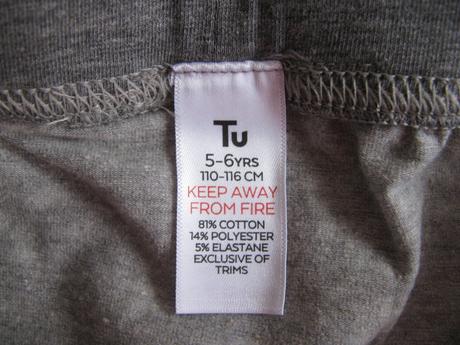 Tu
5-6YRS
110-116 CM
KEEP AWAY
FROM FIRE
81% COTTON
14% POLYESTER
5% ELASTANE
EXCLUSIVE OF
TRIMS